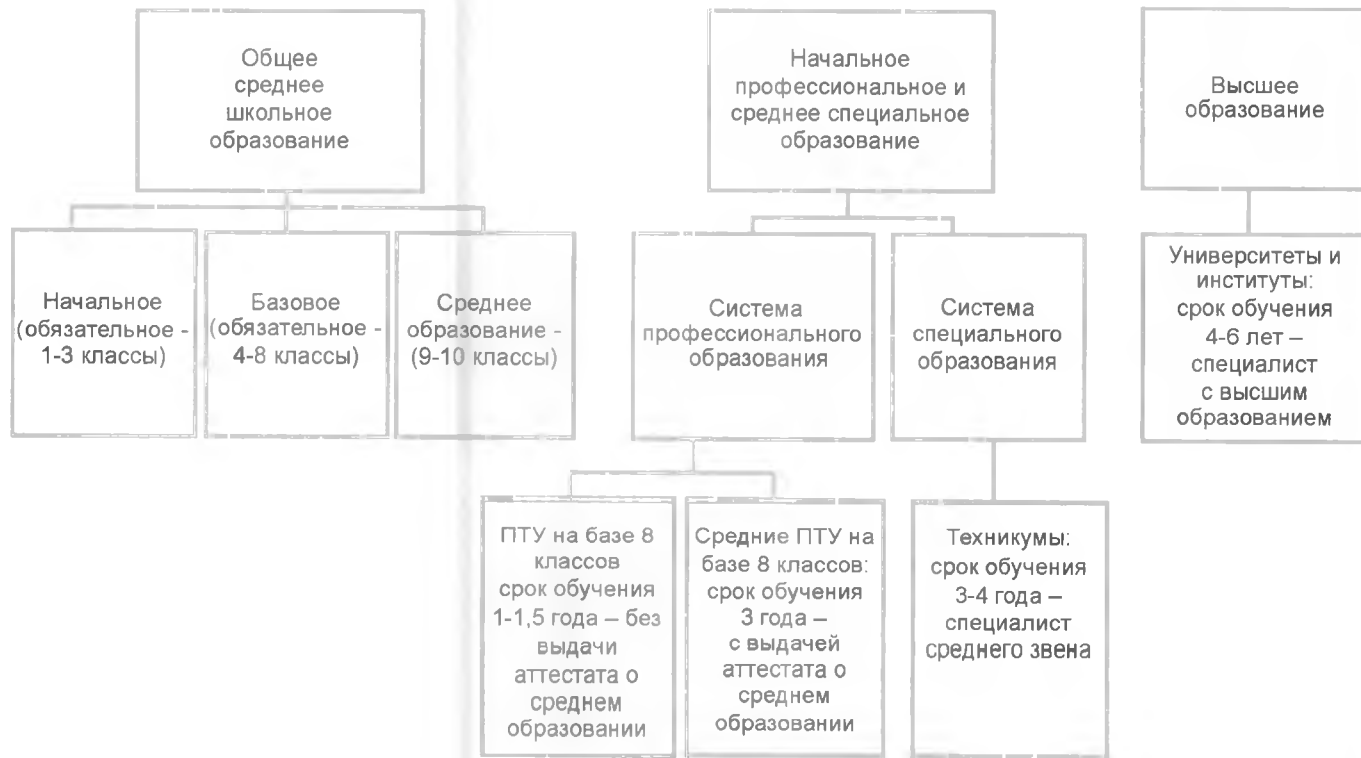 Общее
среднее
школьное
образование
Начальное
профессиональное и
среднее специальное
образование
Высшее
образование
Начальное
(обязательное -
1-3 классы)
Базовое
(обязательное -
4-8 классы)
Среднее
образование -
(9-10 классы)
Система
профессионального
образования
Система
специального
образования
Университеты и
институты:
срок обучения
4-6 лет –
специалист
с высшим
образованием
ПТУ на базе 8
классов
срок обучения
1-1,5 года – без
выдачи
аттестата о
среднем
образовании
Средние ПТУ на
базе 8 классов:
срок обучения
3 года –
с выдачей
аттестата о
среднем
образовании
Техникумы:
срок обучения
3-4 года –
специалист
среднего звена